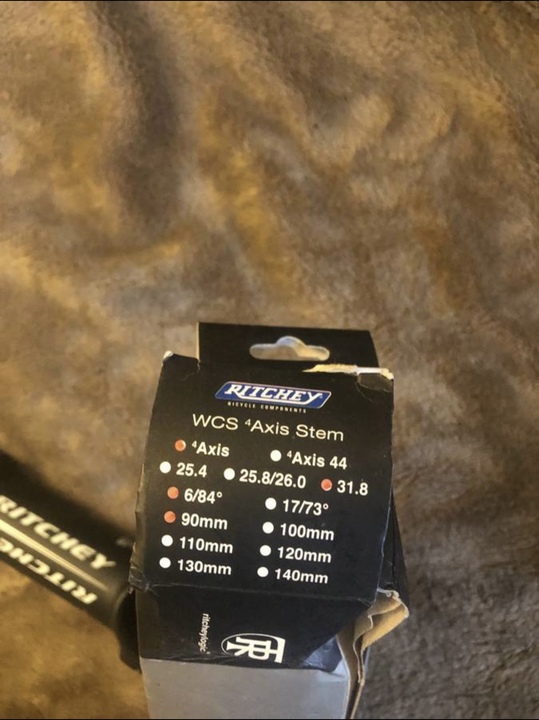 RITCHEY
BICYCLE COMPONENTS
WCS ⁴Axis Stem
⁴Axis ⁴Axis 44
25.4 25.8/26.0 31.8
6/84° 17/73°
90mm 100mm
110mm 120mm
130mm 140mm
ritcheylogic
RITCHEY
RITCHE